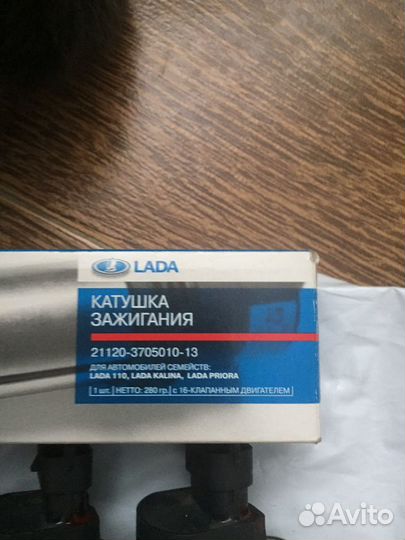 LADA
КАТУШКА
ЗАЖИГАНИЯ
21120-3705010-13
ДЛЯ АВТОМОБИЛЕЙ СЕМЕЙСТВ:
LADA 110, LADA KALINA, LADA PRIORA
1 шт. | НЕТТО: 280 гр. | с 16-КЛАПАННЫМ ДВИГАТЕЛЕМ
Avito